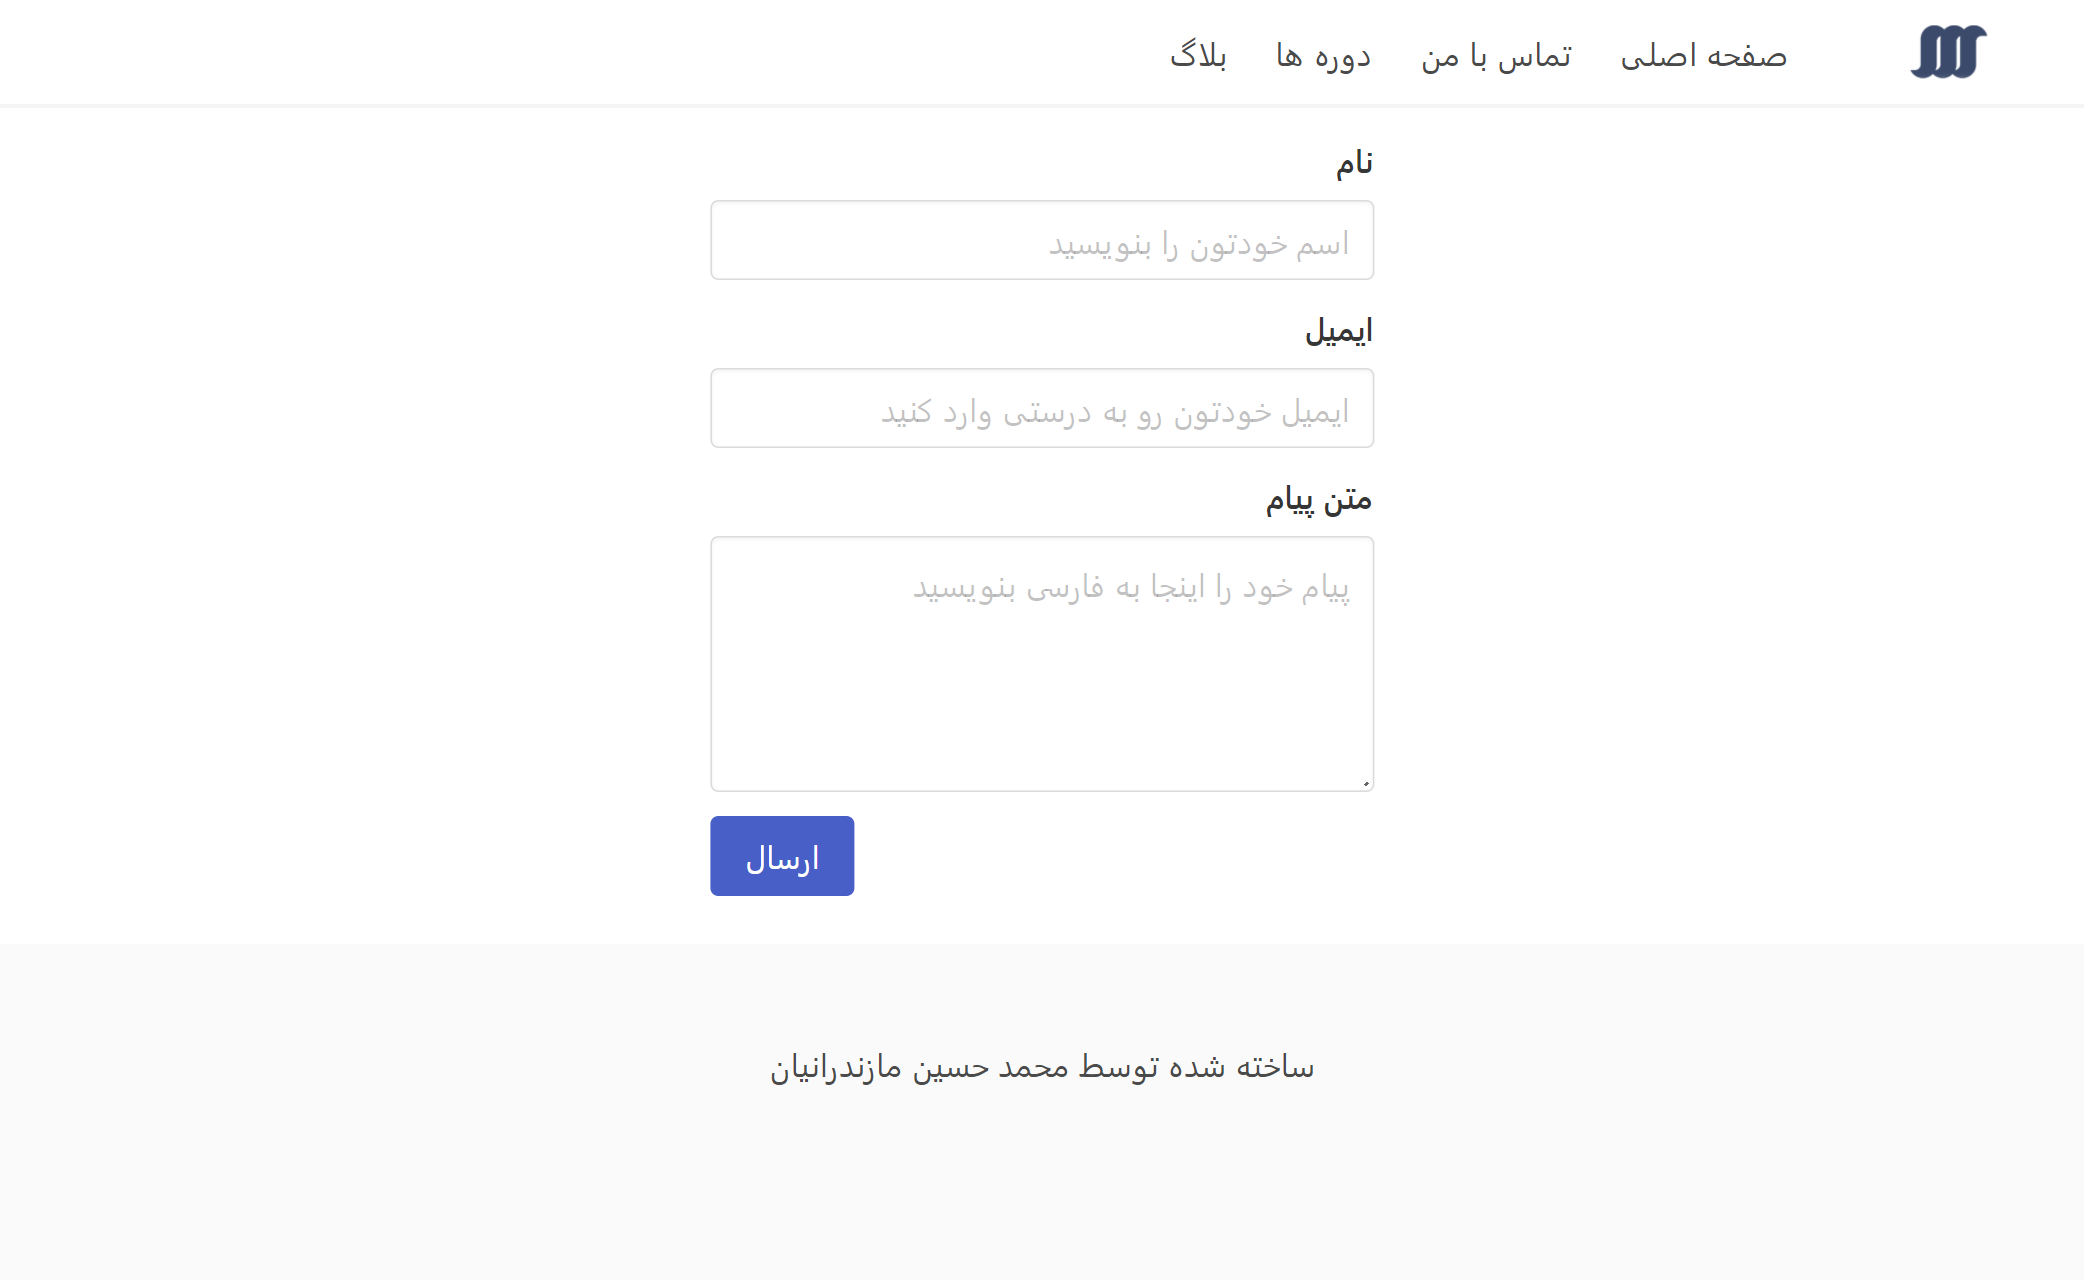 صفحه اصلی تماس با من دوره ها بلاگ
نام
اسم خودتون را بنویسید
ایمیل
ایمیل خودتون رو به درستی وارد کنید
متن پیام
پیام خود را اینجا به فارسی بنویسید
ارسال
ساخته شده توسط محمد حسین مازندرانیان